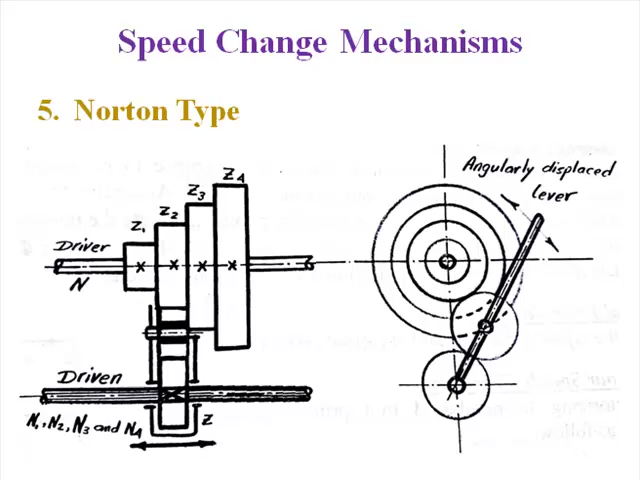 Speed Change Mechanisms
5. Norton Type
Z1
Z2
Z3
Z4
Driver
N
Driven
N1, N2, N3 and N4
Z
Angularly displaced
lever